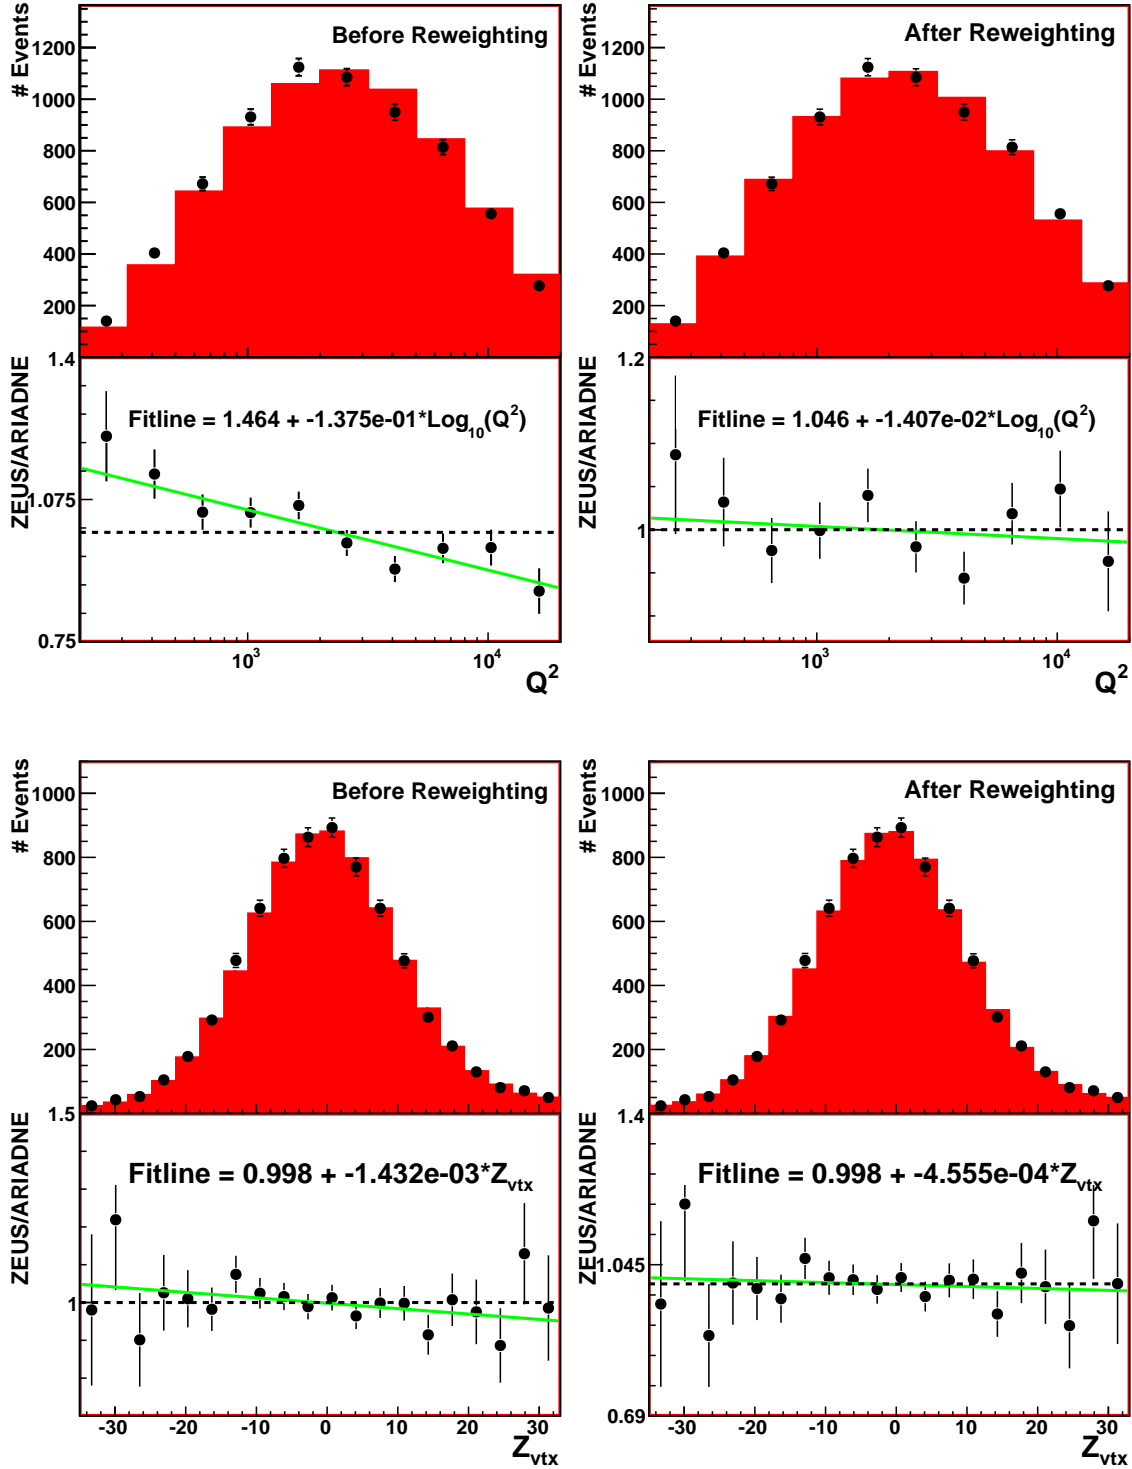 Before Reweighting
# Events
1200
1000
800
600
400
200
1.4
ZEUS/ARIADNE
Fitline = 1.464 + -1.375e-01*Log10(Q2)
1.075
0.75
10^3
10^4
Q2
After Reweighting
# Events
1200
1000
800
600
400
200
1.2
ZEUS/ARIADNE
Fitline = 1.046 + -1.407e-02*Log10(Q2)
1
10^3
10^4
Q2
Before Reweighting
# Events
1000
800
600
400
200
1.5
ZEUS/ARIADNE
Fitline = 0.998 + -1.432e-03*Zvtx
1
-30 -20 -10 0 10 20 30
Zvtx
After Reweighting
# Events
1000
800
600
400
200
1.4
ZEUS/ARIADNE
Fitline = 0.998 + -4.555e-04*Zvtx
1.045
0.69
-30 -20 -10 0 10 20 30
Zvtx